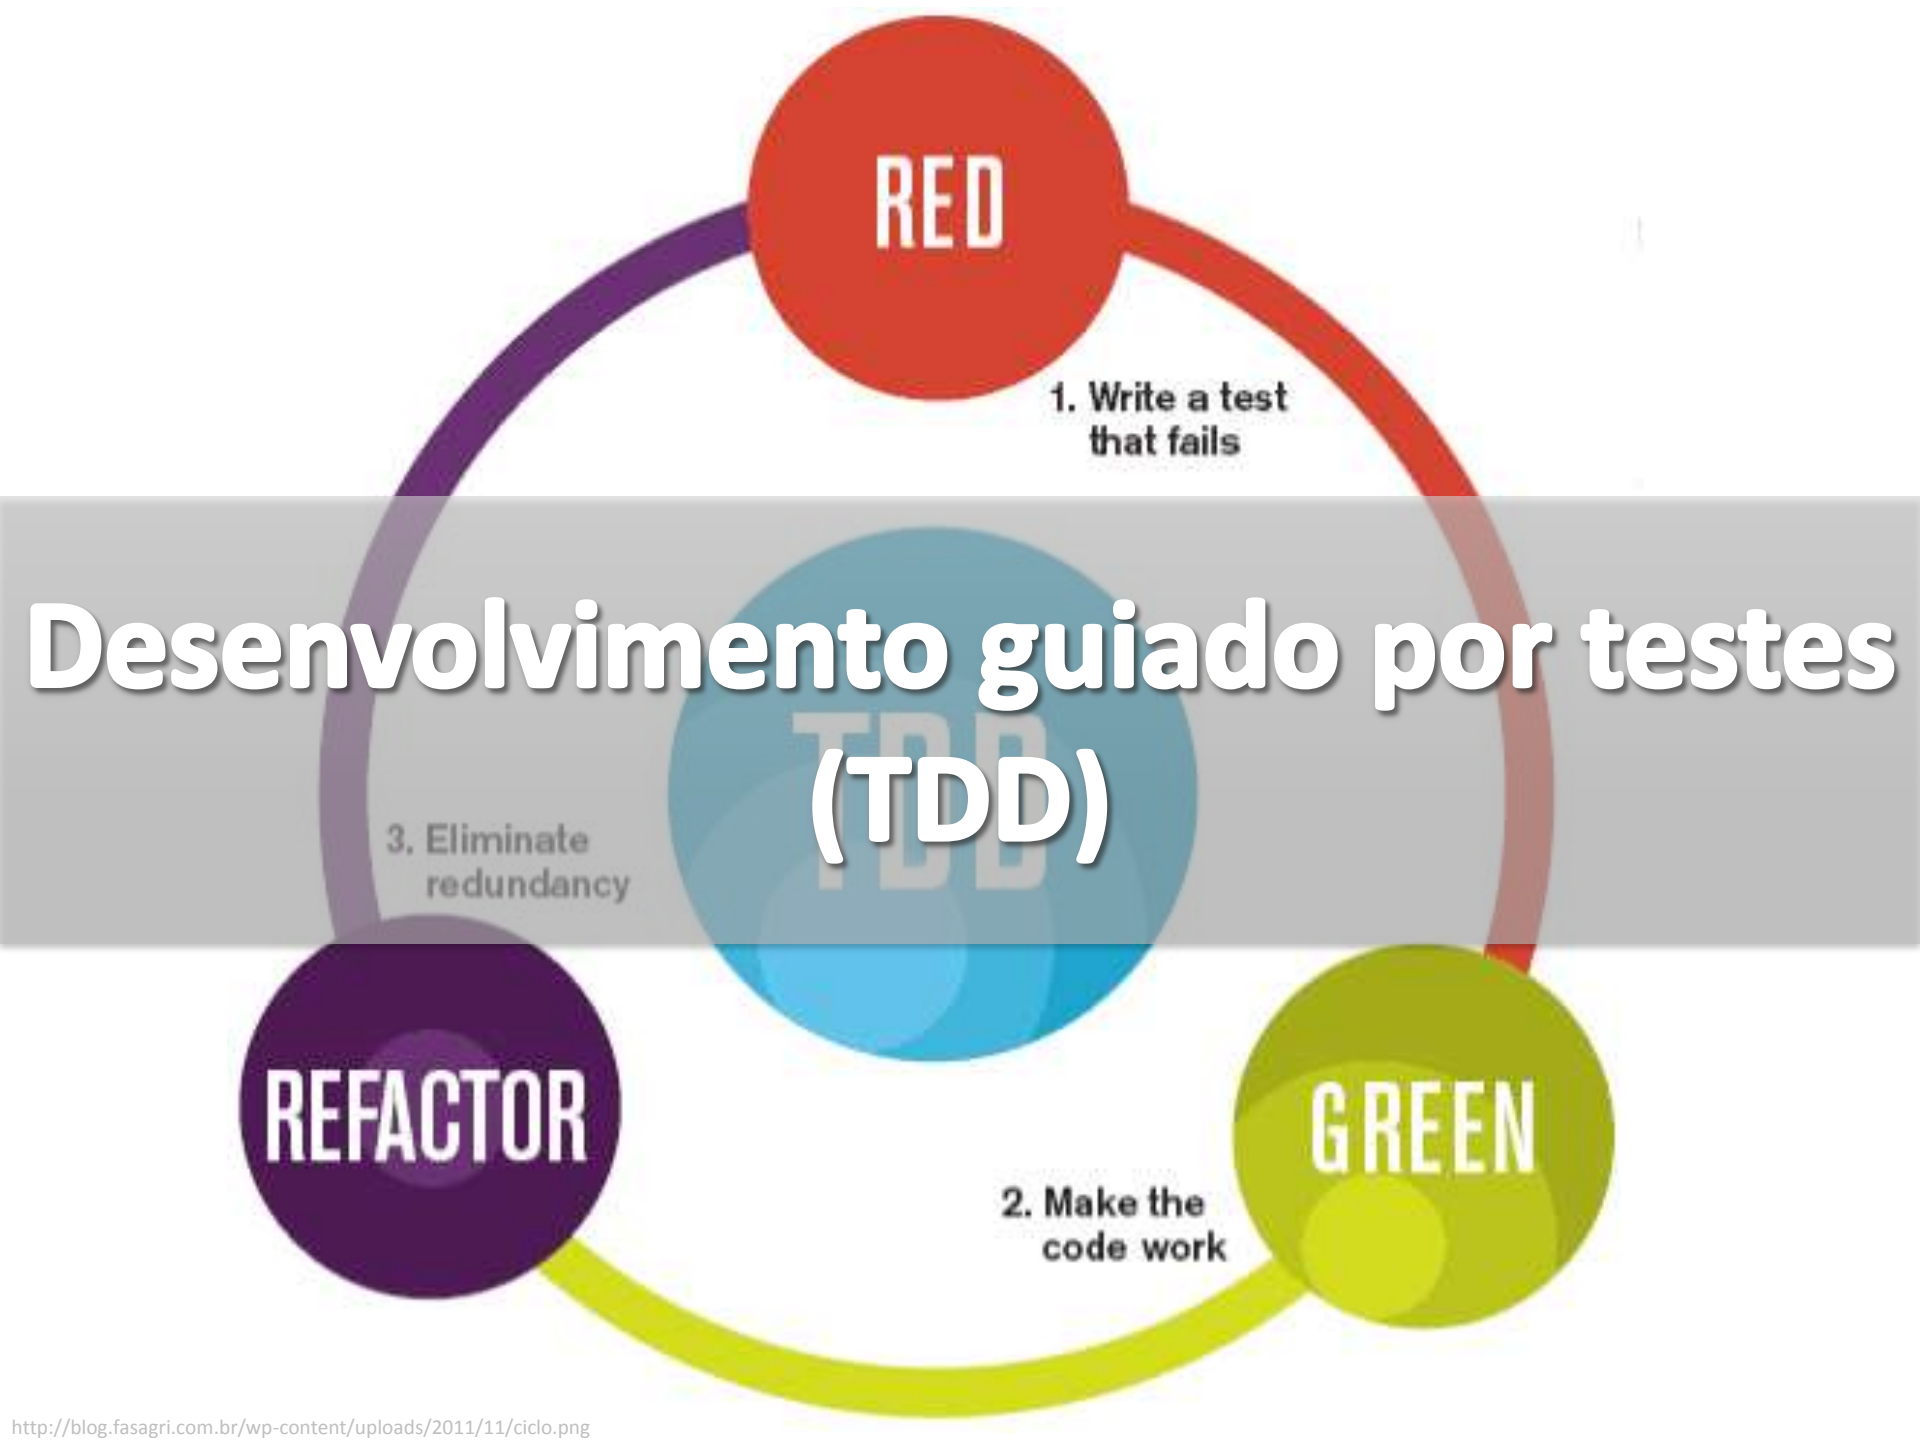 RED
1. Write a test
that fails
Desenvolvimento guiado por testes
(TDD)
TDD
3. Eliminate
redundancy
REFACTOR
GREEN
2. Make the
code work
http://blog.fasagri.com.br/wp-content/uploads/2011/11/ciclo.png